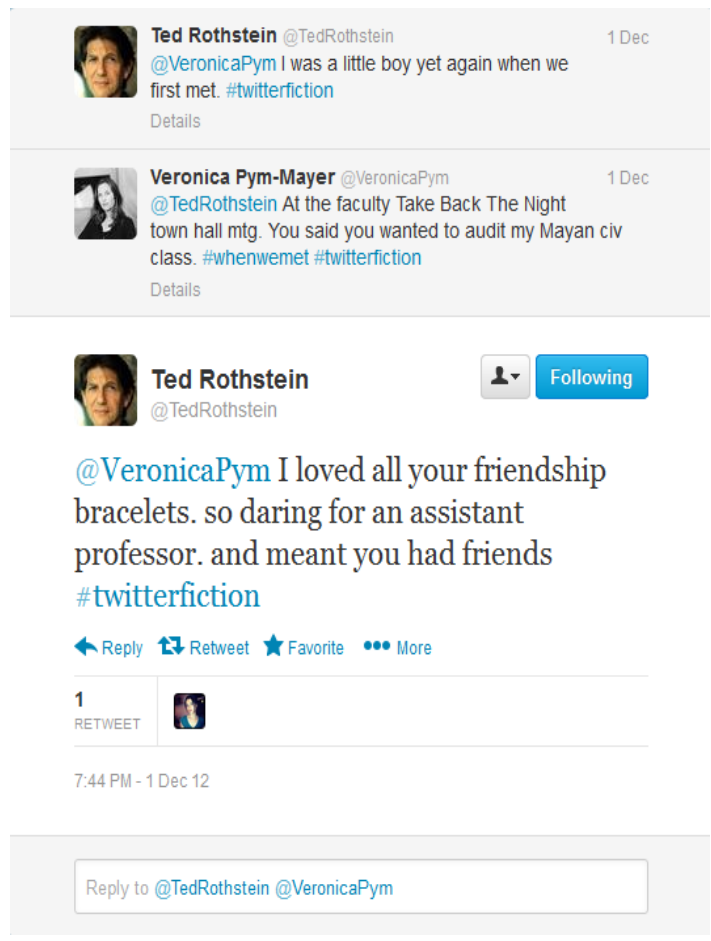 Ted Rothstein @TedRothstein 1 Dec
@VeronicaPym I was a little boy yet again when we
first met. #twitterfiction
Details
Veronica Pym-Mayer @VeronicaPym 1 Dec
@TedRothstein At the faculty Take Back The Night
town hall mtg. You said you wanted to audit my Mayan civ
class. #whenwemet #twitterfiction
Details
Ted Rothstein
@TedRothstein
Following
@VeronicaPym I loved all your friendship
bracelets. so daring for an assistant
professor. and meant you had friends
#twitterfiction
Reply Retweet Favorite More
1
RETWEET
7:44 PM - 1 Dec 12
Reply to @TedRothstein @VeronicaPym